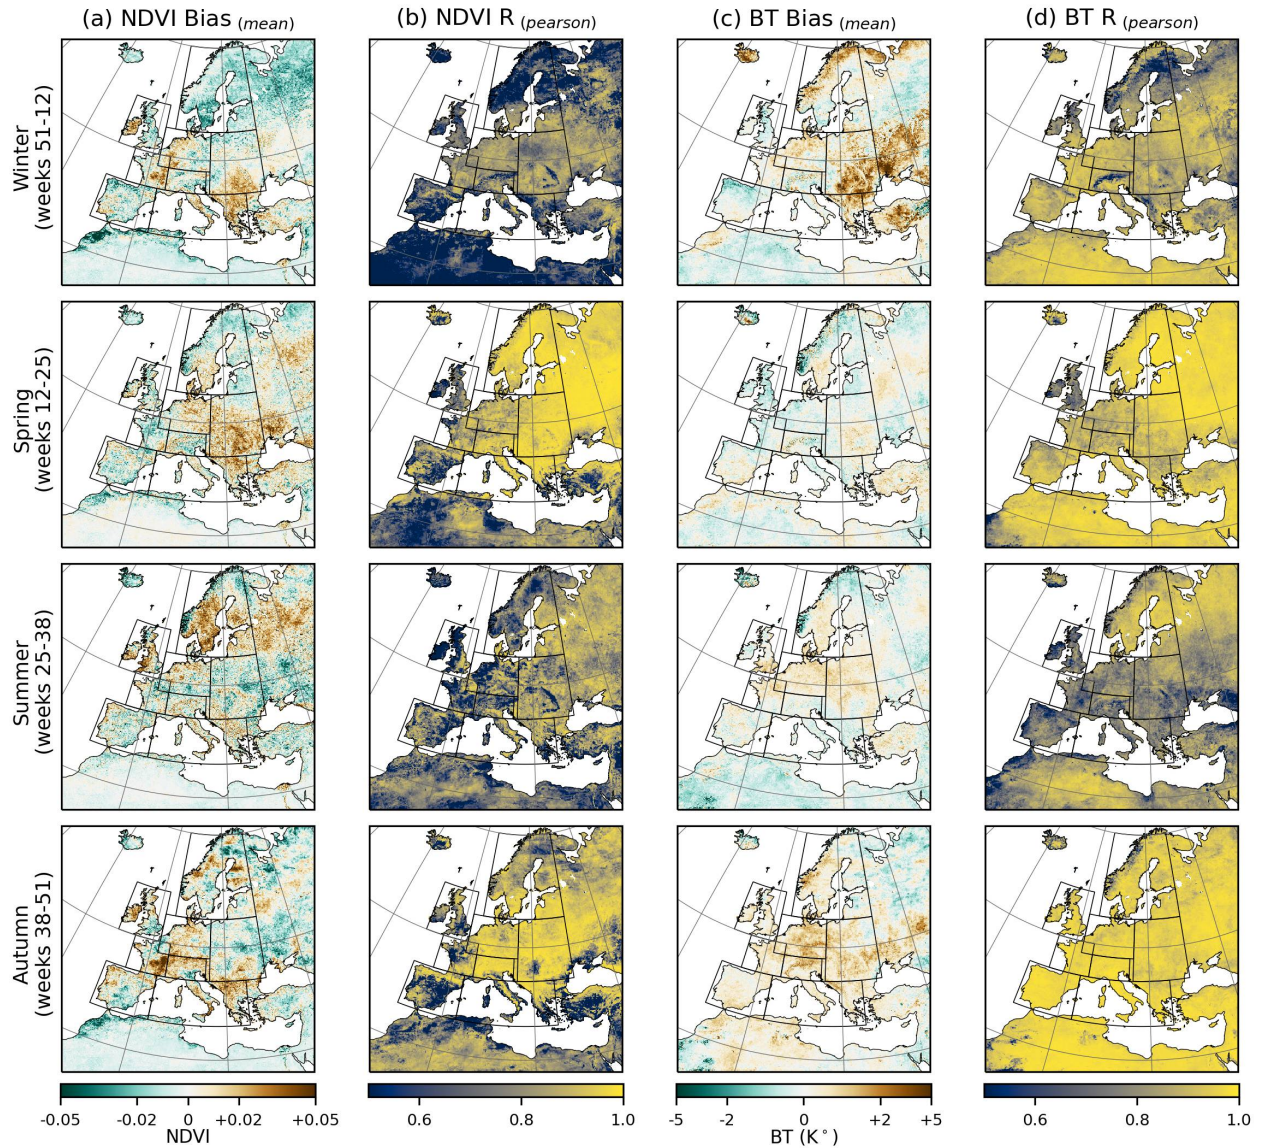 (a) NDVI Bias (mean)
(b) NDVI R (pearson)
(c) BT Bias (mean)
(d) BT R (pearson)
Winter
(weeks 51-12)
Spring
(weeks 12-25)
Summer
(weeks 25-38)
Autumn
(weeks 38-51)
-0.05 -0.02 0 +0.02 +0.05
NDVI
0.6 0.8 1.0
-5 -2 0 +2 +5
BT (K°)
0.6 0.8 1.0